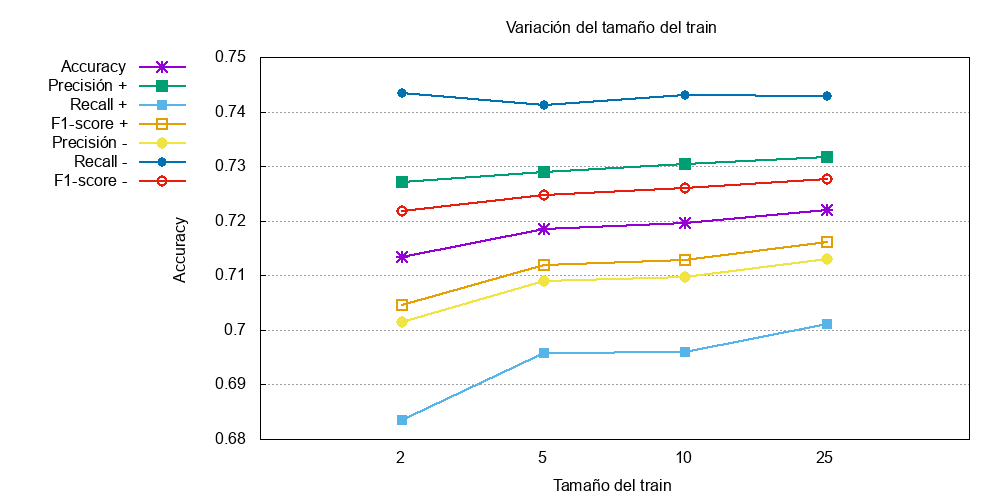 Variación del tamaño del train
Accuracy
Precisión +
Recall +
F1-score +
Precisión -
Recall -
F1-score -
Accuracy
0.75
0.74
0.73
0.72
0.71
0.7
0.69
0.68
2 5 10 25
Tamaño del train